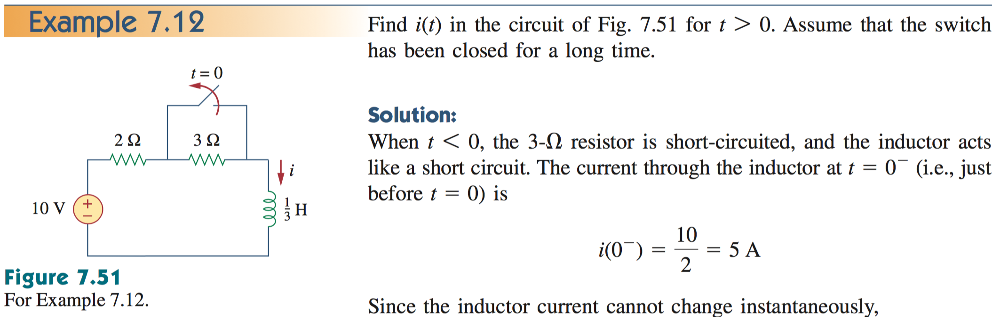 Example 7.12
t = 0
2 Ω
3 Ω
i
10 V
+
−
1/3 H
Figure 7.51
For Example 7.12.
Find i(t) in the circuit of Fig. 7.51 for t > 0. Assume that the switch
has been closed for a long time.
Solution:
When t < 0, the 3-Ω resistor is short-circuited, and the inductor acts
like a short circuit. The current through the inductor at t = 0⁻ (i.e., just
before t = 0) is
i(0⁻) = 10/2 = 5 A
Since the inductor current cannot change instantaneously,